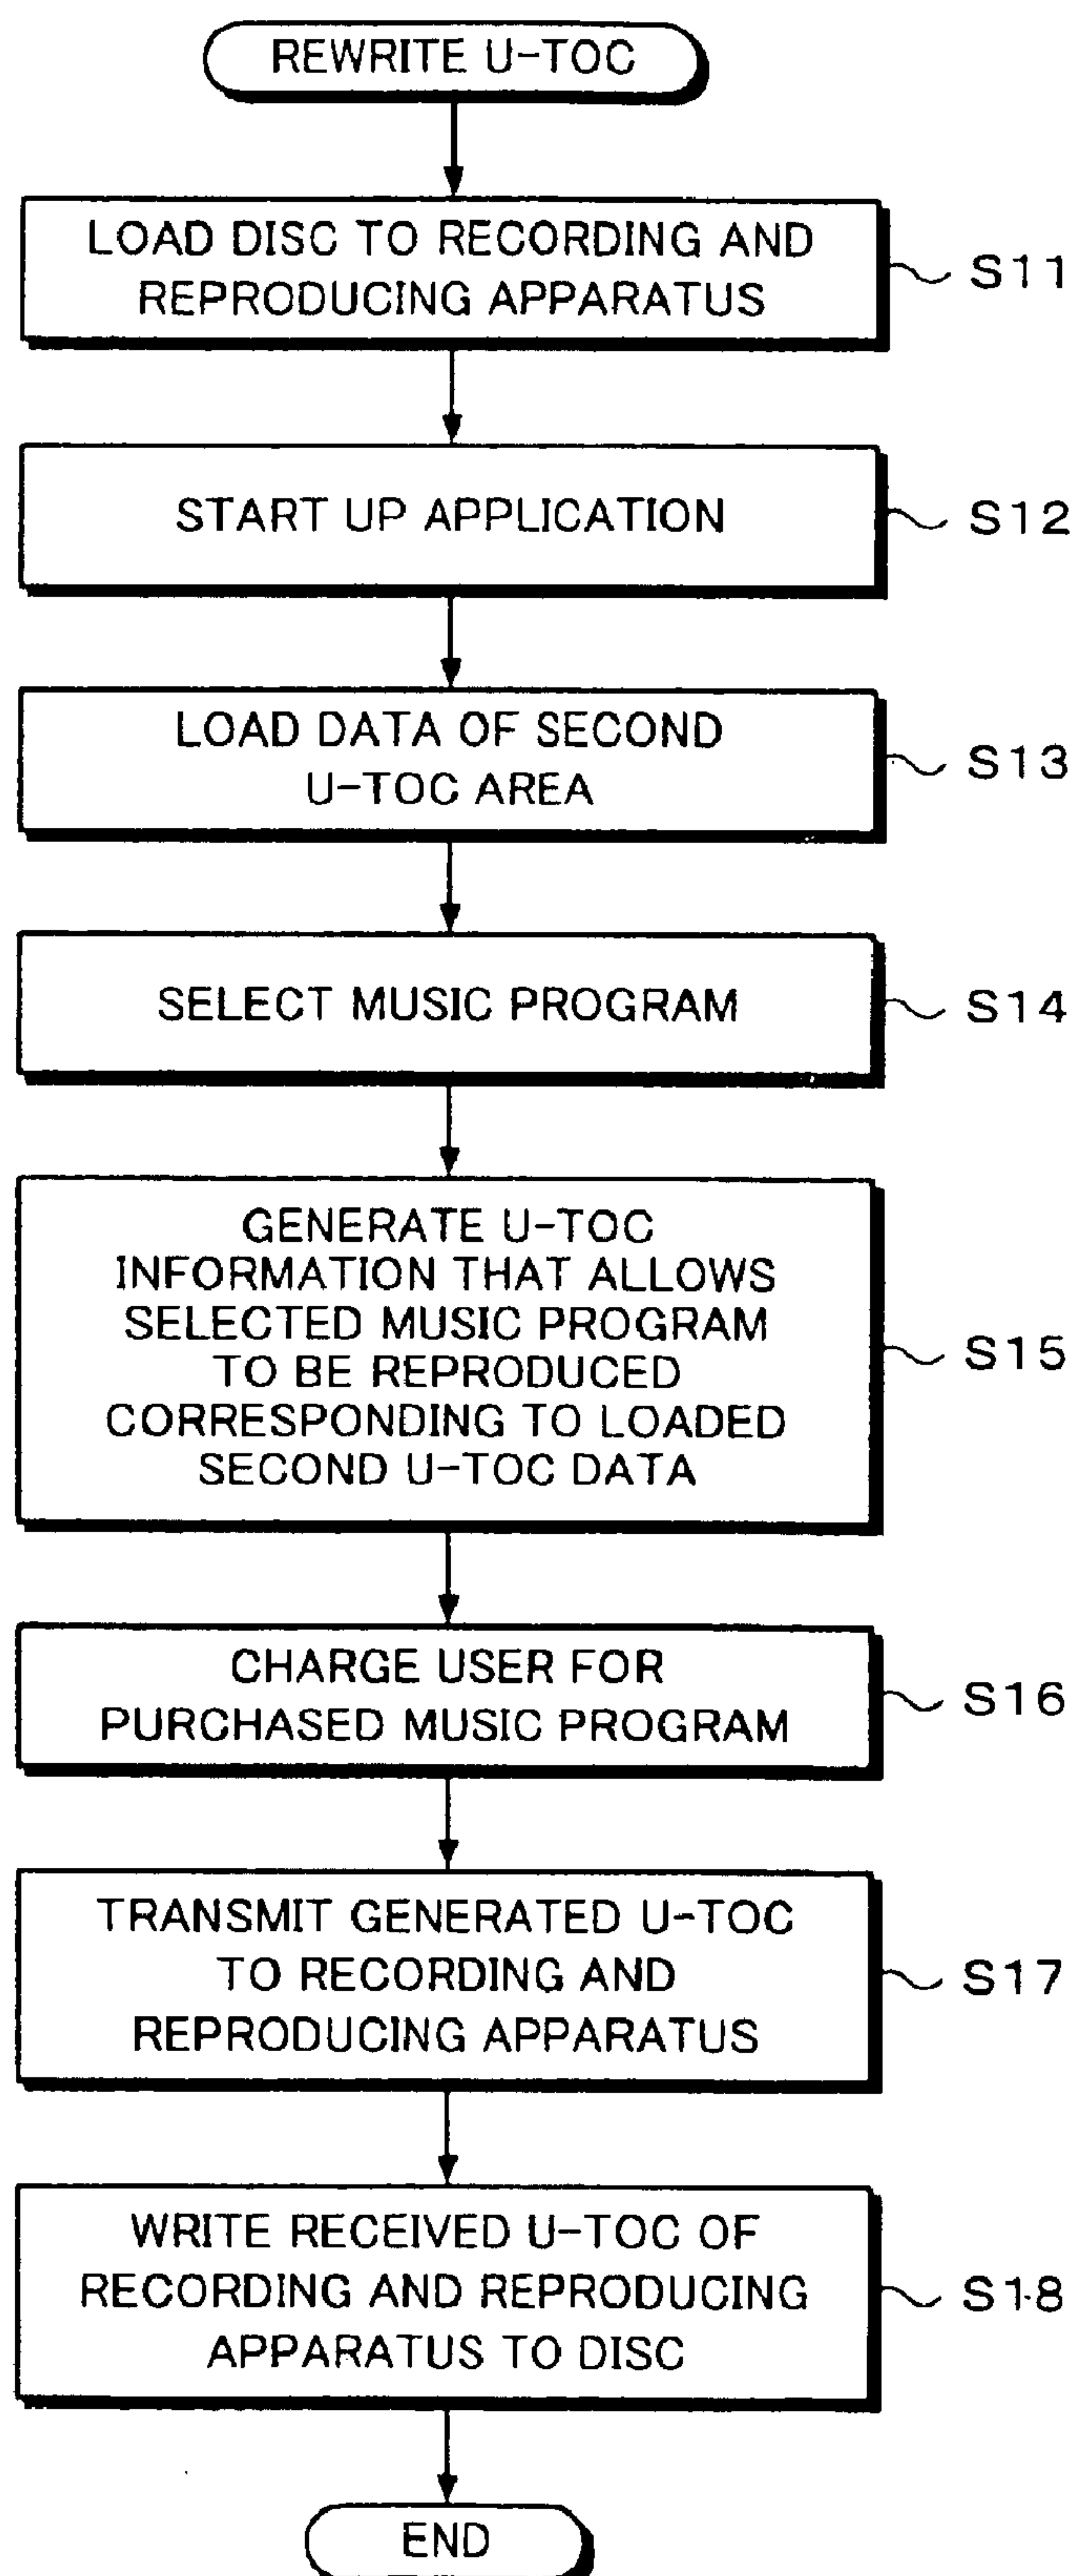 REWRITE U-TOC
LOAD DISC TO RECORDING AND
REPRODUCING APPARATUS
S11
START UP APPLICATION
S12
LOAD DATA OF SECOND
U-TOC AREA
S13
SELECT MUSIC PROGRAM
S14
GENERATE U-TOC
INFORMATION THAT ALLOWS
SELECTED MUSIC PROGRAM
TO BE REPRODUCED
CORRESPONDING TO LOADED
SECOND U-TOC DATA
S15
CHARGE USER FOR
PURCHASED MUSIC PROGRAM
S16
TRANSMIT GENERATED U-TOC
TO RECORDING AND
REPRODUCING APPARATUS
S17
WRITE RECEIVED U-TOC OF
RECORDING AND REPRODUCING
APPARATUS TO DISC
S18
END